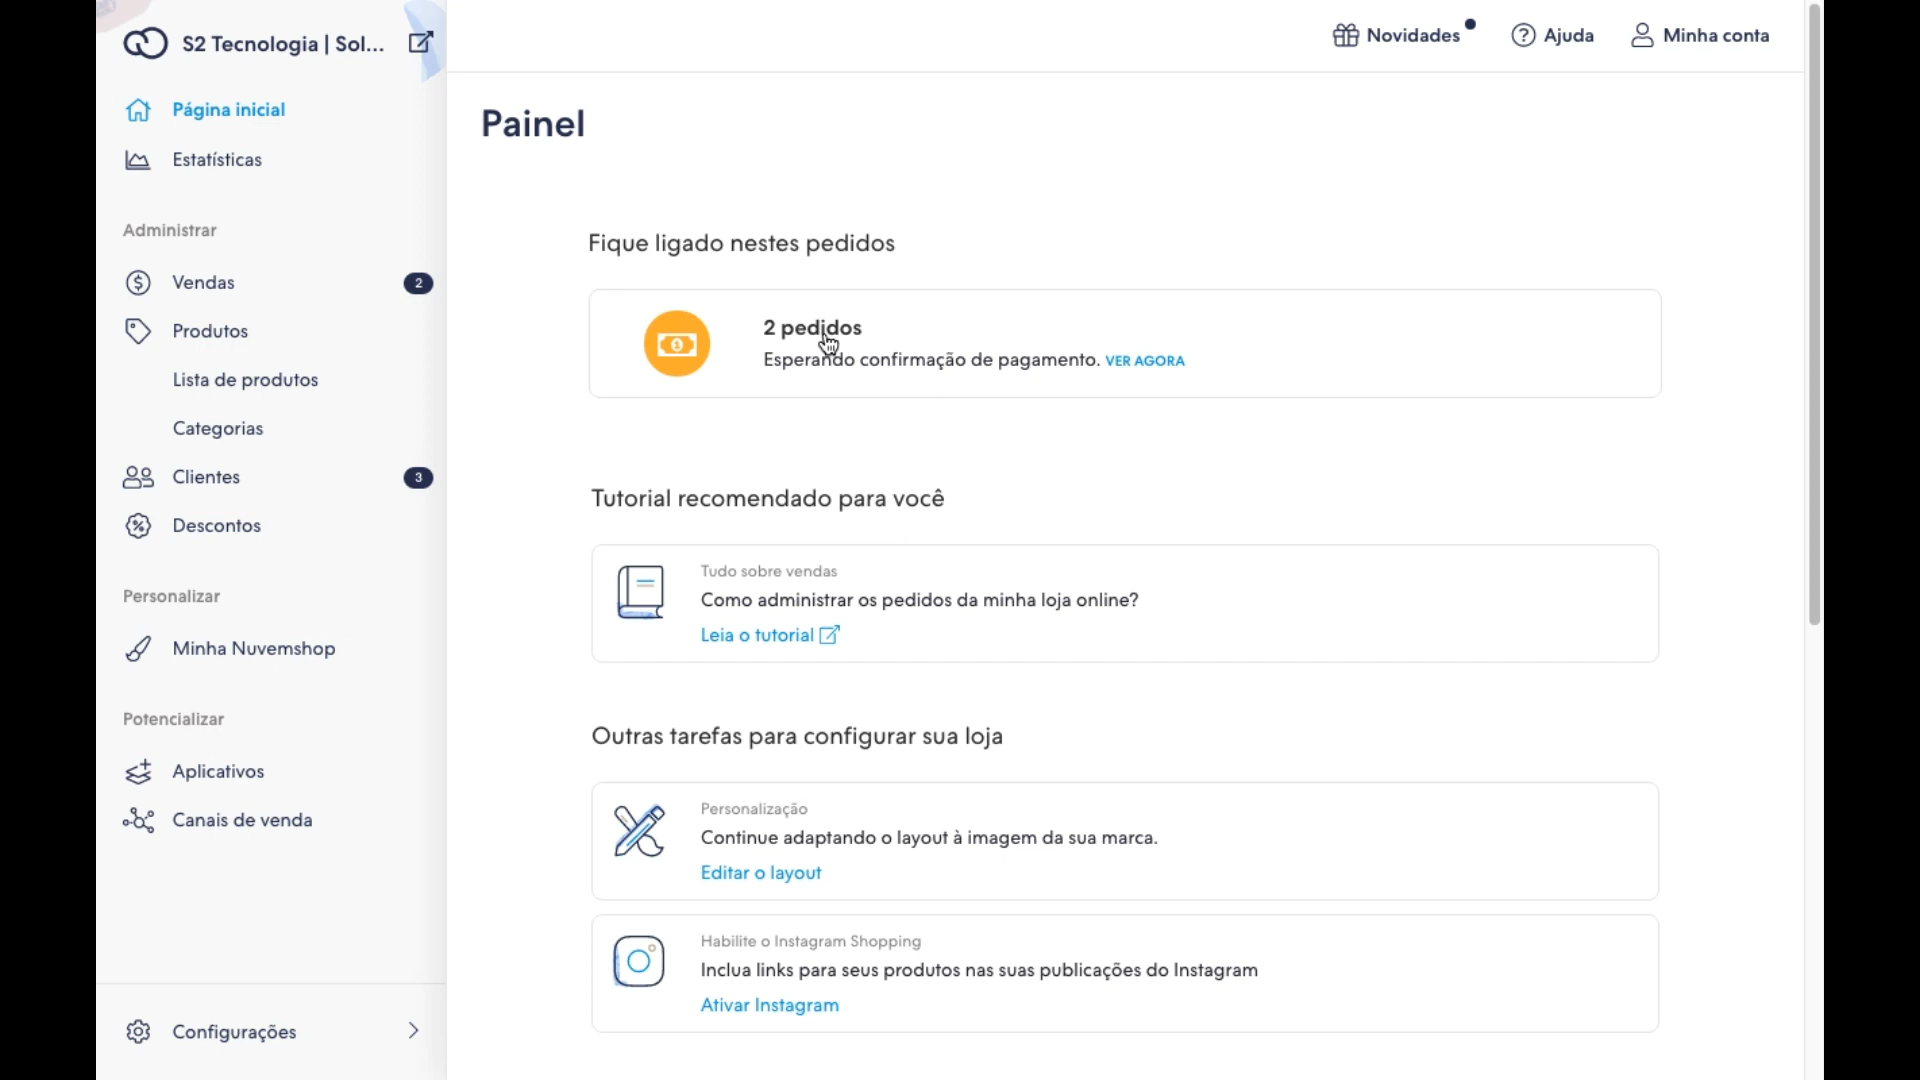 S2 Tecnologia | Sol...
Novidades
Ajuda
Minha conta
Página inicial
Estatísticas
Administrar
Vendas
2
Produtos
Lista de produtos
Categorias
Clientes
3
Descontos
Personalizar
Minha Nuvemshop
Potencializar
Aplicativos
Canais de venda
Configurações
Painel
Fique ligado nestes pedidos
2 pedidos
Esperando confirmação de pagamento. VER AGORA
Tutorial recomendado para você
Tudo sobre vendas
Como administrar os pedidos da minha loja online?
Leia o tutorial
Outras tarefas para configurar sua loja
Personalização
Continue adaptando o layout à imagem da sua marca.
Editar o layout
Habilite o Instagram Shopping
Inclua links para seus produtos nas suas publicações do Instagram
Ativar Instagram